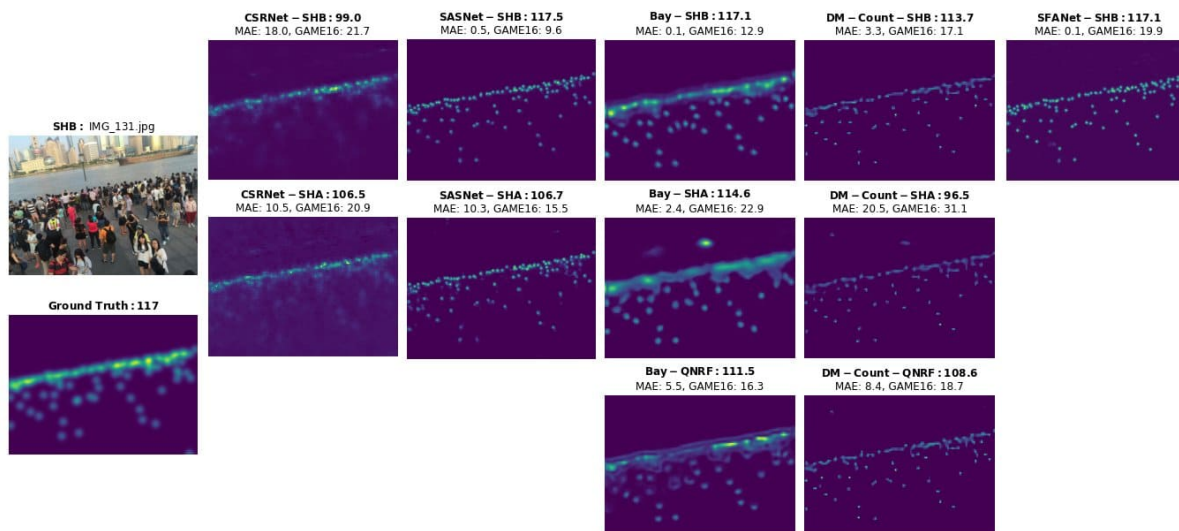 CSRNet−SHB: 99.0
MAE: 18.0, GAME16: 21.7
SASNet−SHB: 117.5
MAE: 0.5, GAME16: 9.6
Bay−SHB: 117.1
MAE: 0.1, GAME16: 12.9
DM−Count−SHB: 113.7
MAE: 3.3, GAME16: 17.1
SFANet−SHB: 117.1
MAE: 0.1, GAME16: 19.9
SHB: IMG_131.jpg
CSRNet−SHA: 106.5
MAE: 10.5, GAME16: 20.9
SASNet−SHA: 106.7
MAE: 10.3, GAME16: 15.5
Bay−SHA: 114.6
MAE: 2.4, GAME16: 22.9
DM−Count−SHA: 96.5
MAE: 20.5, GAME16: 31.1
Ground Truth: 117
Bay−QNRF: 111.5
MAE: 5.5, GAME16: 16.3
DM−Count−QNRF: 108.6
MAE: 8.4, GAME16: 18.7